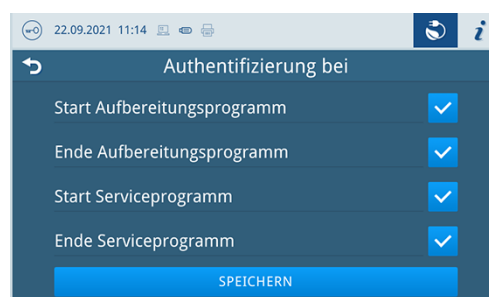 22.09.2021 11:14
i
Authentifizierung bei
Start Aufbereitungsprogramm
Ende Aufbereitungsprogramm
Start Serviceprogramm
Ende Serviceprogramm
SPEICHERN